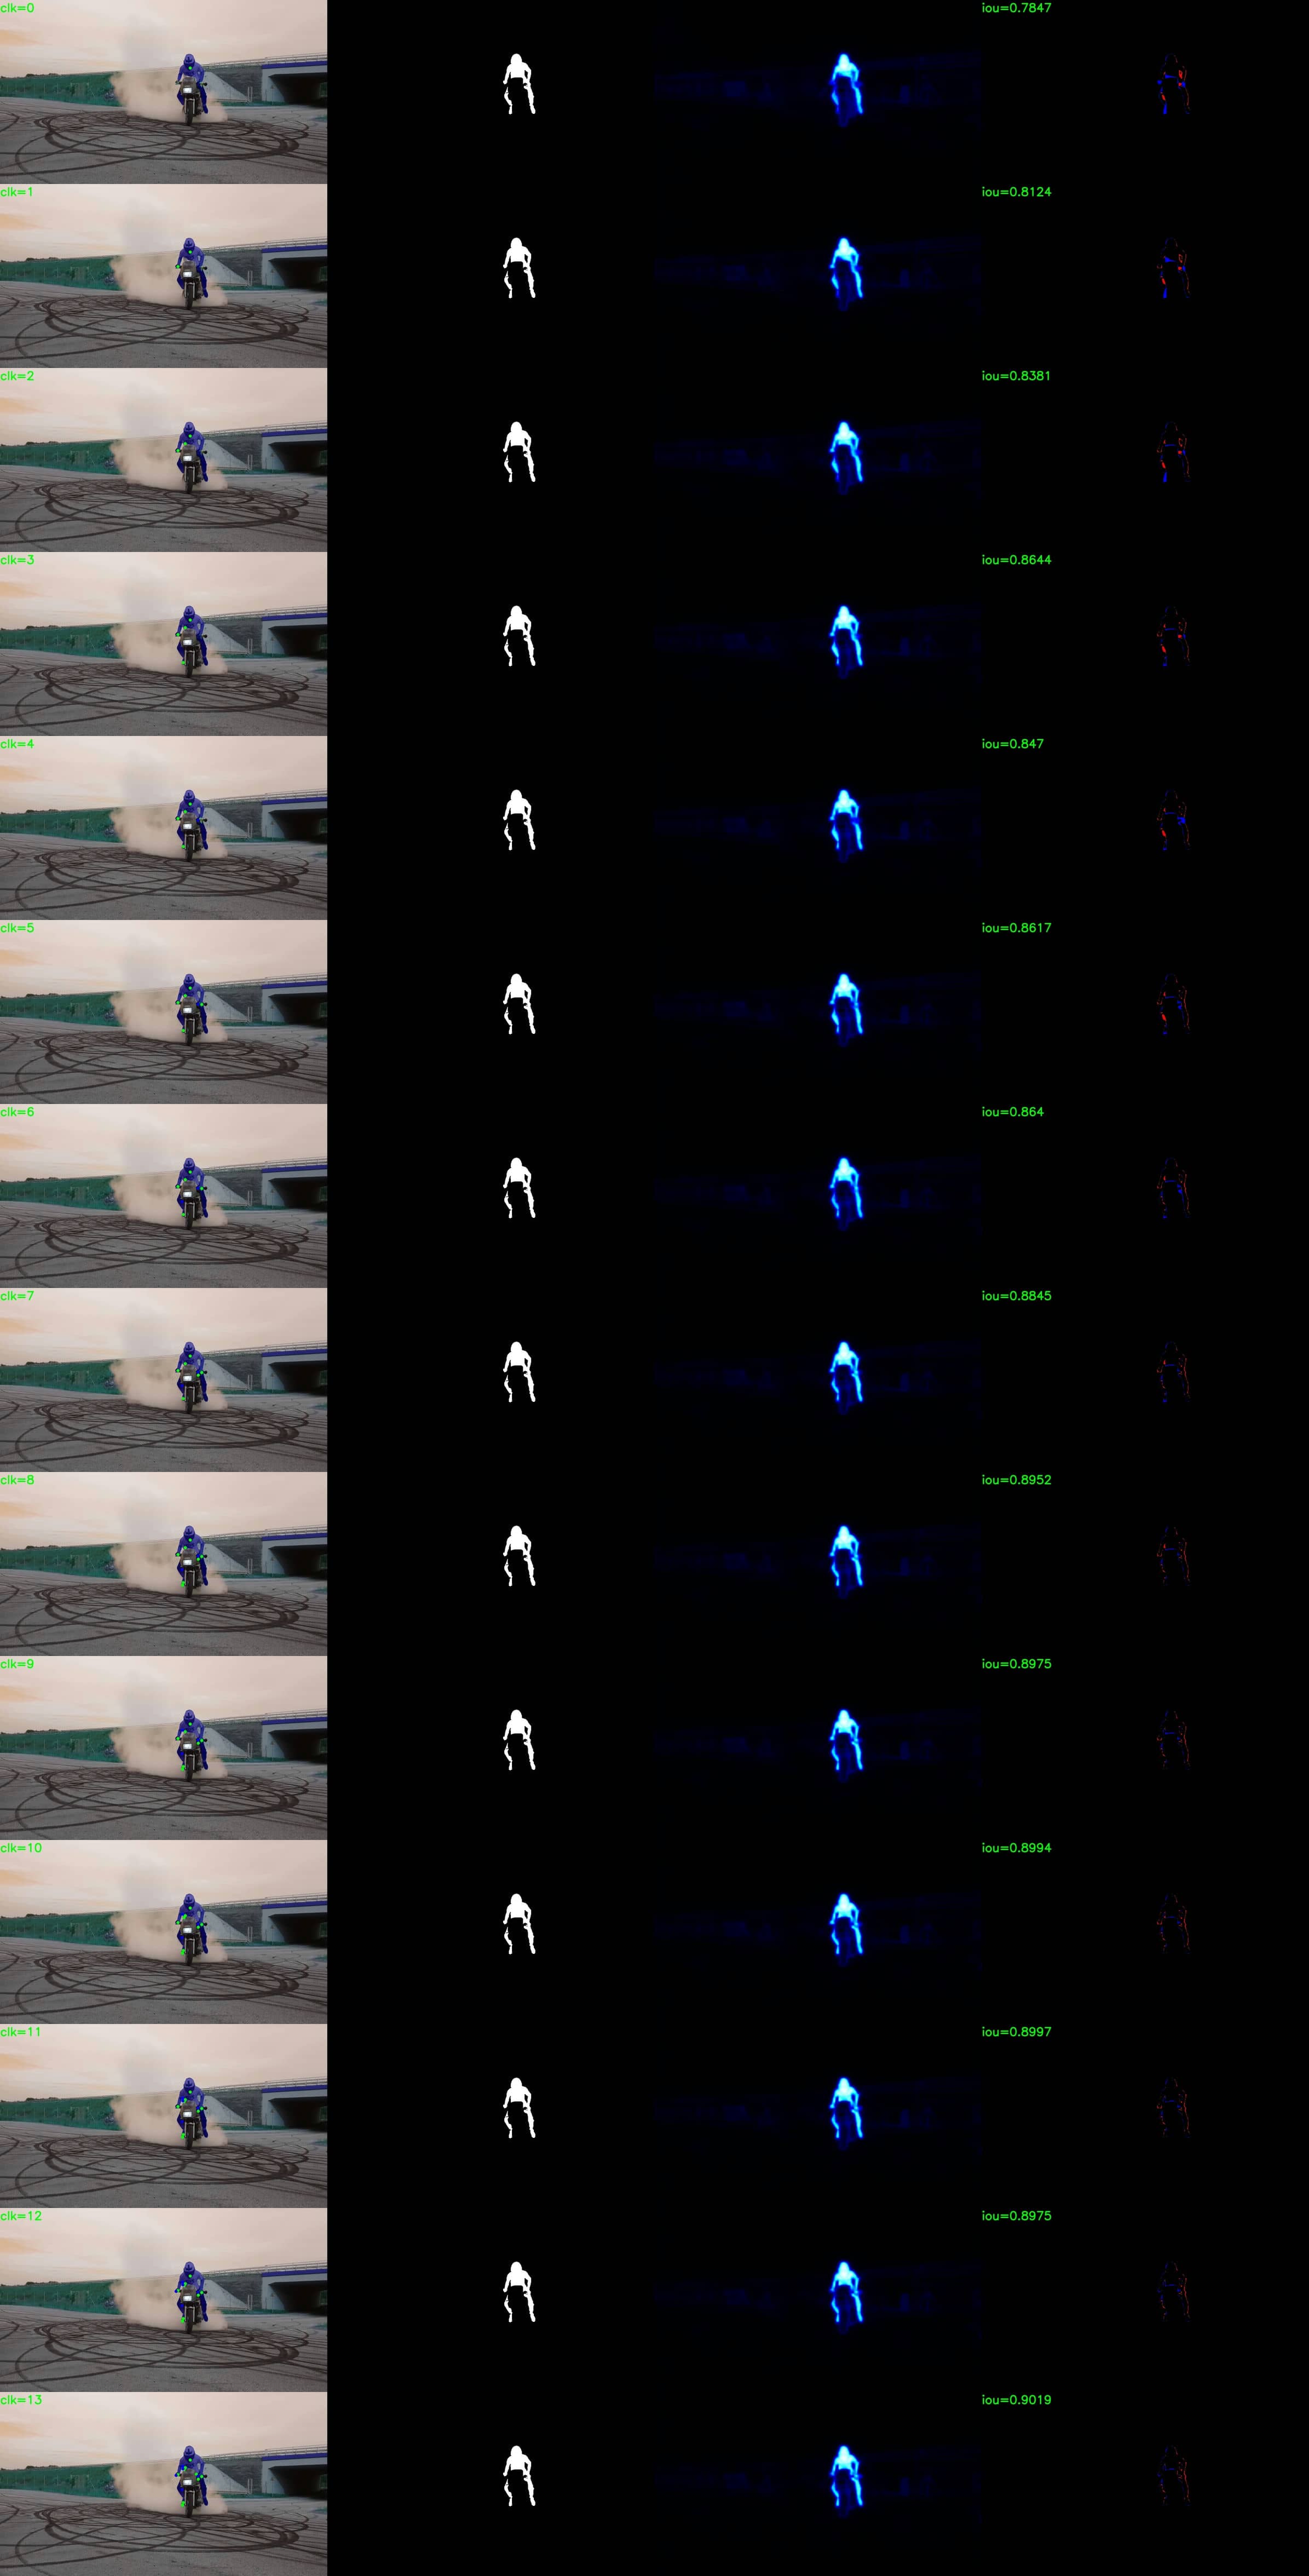 clk=0 iou=0.7847
clk=1 iou=0.8124
clk=2 iou=0.8381
clk=3 iou=0.8644
clk=4 iou=0.847
clk=5 iou=0.8617
clk=6 iou=0.864
clk=7 iou=0.8845
clk=8 iou=0.8952
clk=9 iou=0.8975
clk=10 iou=0.8994
clk=11 iou=0.8997
clk=12 iou=0.8975
clk=13 iou=0.9019